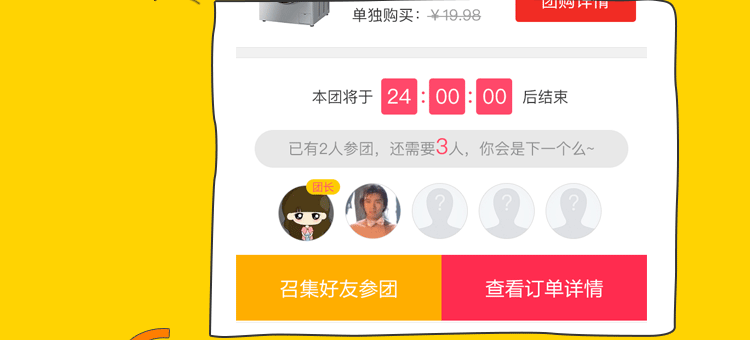 团购详情
单独购买：￥19.98
本团将于 24:00:00 后结束
已有2人参团，还需要3人，你会是下一个么~
团长
? ? ?
召集好友参团 查看订单详情